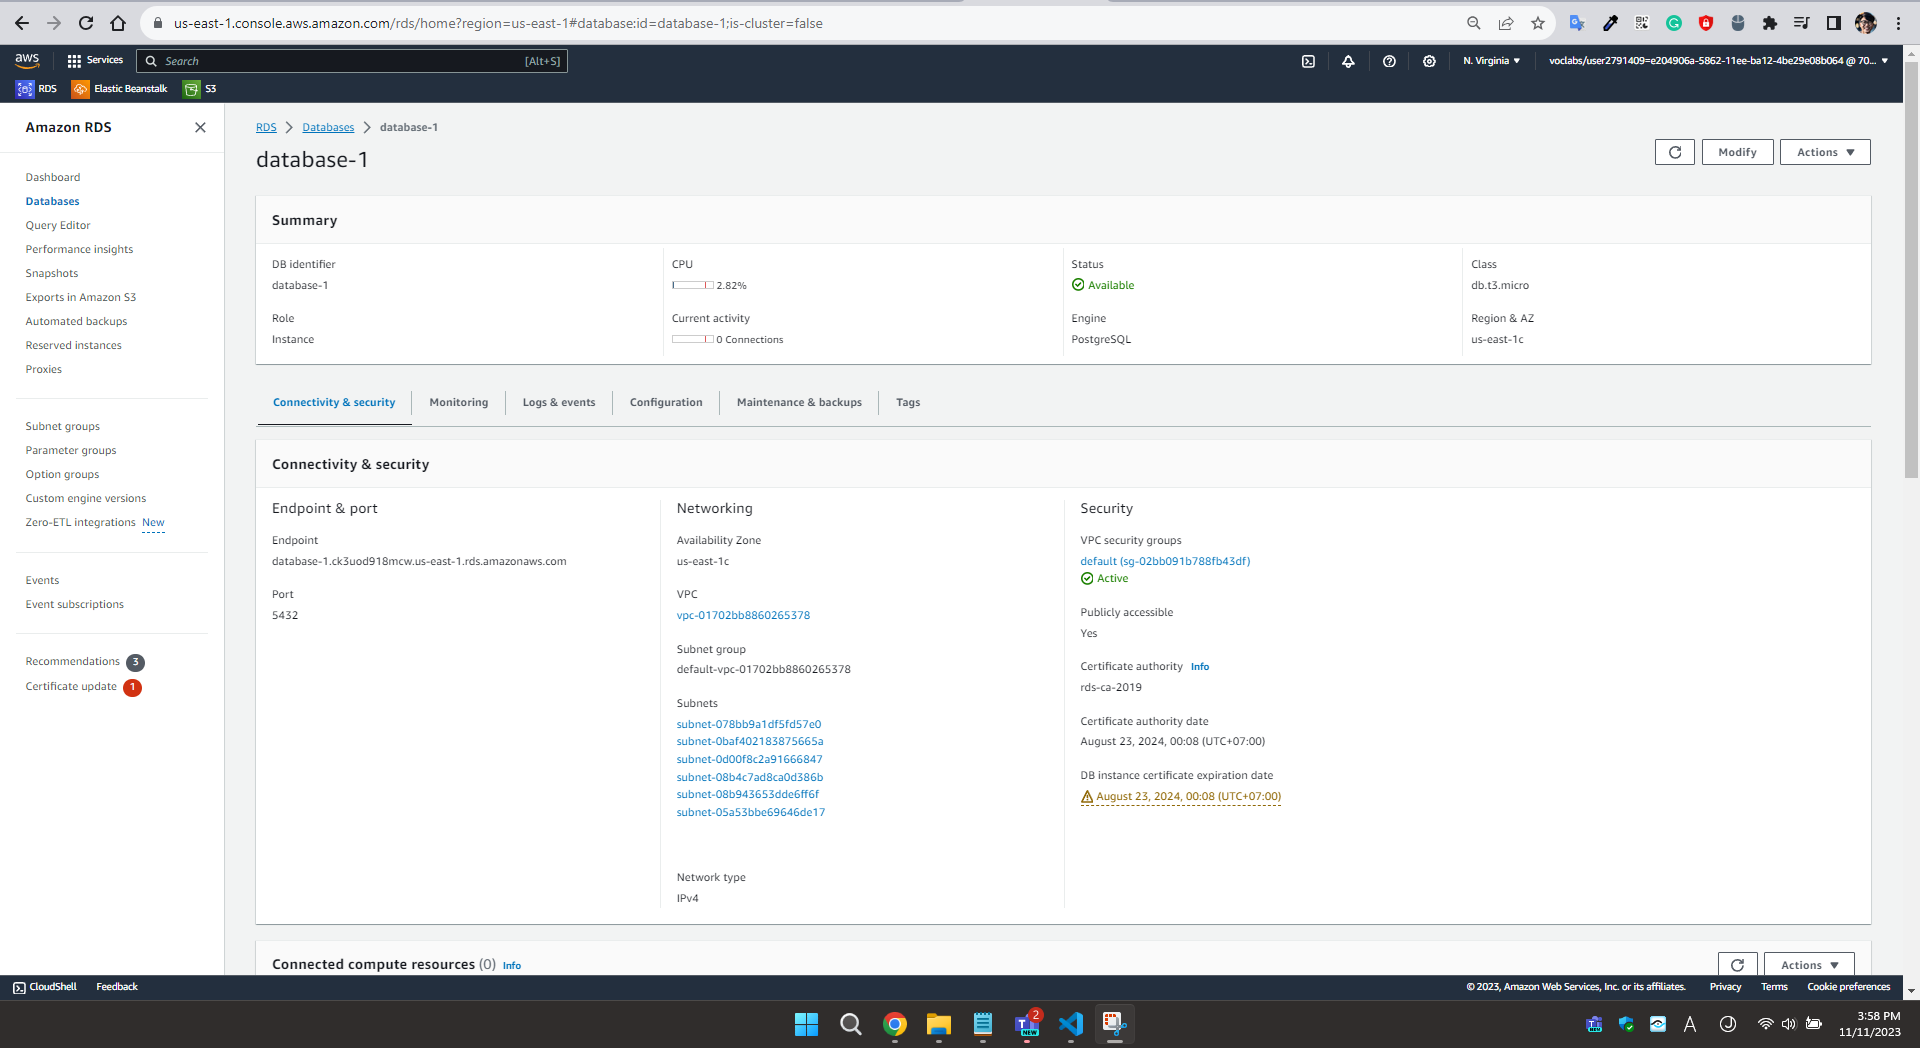 us-east-1.console.aws.amazon.com/rds/home?region=us-east-1#database:id=database-1;is-cluster=false
aws
Services
Search
[Alt+S]
N. Virginia
voclabs/user2791409=e204906a-5862-11ee-ba12-4be29e08b064 @ 70...
RDS
Elastic Beanstalk
S3
Amazon RDS
Dashboard
Databases
Query Editor
Performance insights
Snapshots
Exports in Amazon S3
Automated backups
Reserved instances
Proxies
Subnet groups
Parameter groups
Option groups
Custom engine versions
Zero-ETL integrations New
Events
Event subscriptions
Recommendations 3
Certificate update 1
RDS
Databases
database-1
database-1
Modify
Actions
Summary
DB identifier
database-1
Role
Instance
CPU
2.82%
Current activity
0 Connections
Status
Available
Engine
PostgreSQL
Class
db.t3.micro
Region & AZ
us-east-1c
Connectivity & security
Monitoring
Logs & events
Configuration
Maintenance & backups
Tags
Connectivity & security
Endpoint & port
Endpoint
database-1.ck3uod918mcw.us-east-1.rds.amazonaws.com
Port
5432
Networking
Availability Zone
us-east-1c
VPC
vpc-01702bb8860265378
Subnet group
default-vpc-01702bb8860265378
Subnets
subnet-078bb9a1df5fd57e0
subnet-0baf402183875665a
subnet-0d00f8c2a91666847
subnet-08b4c7ad8ca0d386b
subnet-08b943653dde6ff6f
subnet-05a53bbe69646de17
Network type
IPv4
Security
VPC security groups
default (sg-02bb091b788fb43df)
Active
Publicly accessible
Yes
Certificate authority Info
rds-ca-2019
Certificate authority date
August 23, 2024, 00:08 (UTC+07:00)
DB instance certificate expiration date
August 23, 2024, 00:08 (UTC+07:00)
Connected compute resources (0) Info
Actions
CloudShell
Feedback
© 2023, Amazon Web Services, Inc. or its affiliates.
Privacy
Terms
Cookie preferences
2
NEW
3:58 PM
11/11/2023